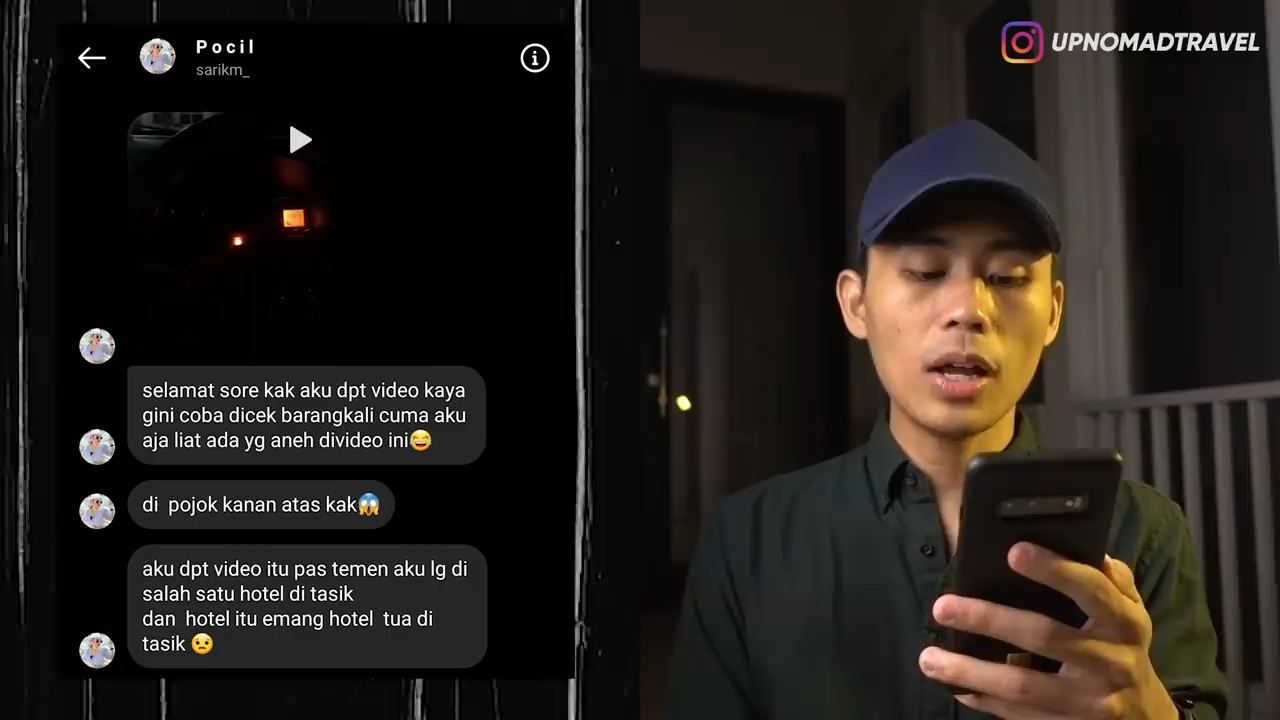 Pocil
sarikm_
UPNOMADTRAVEL
selamat sore kak aku dpt video kaya
gini coba dicek barangkali cuma aku
aja liat ada yg aneh divideo ini😂
di  pojok kanan atas kak😱
aku dpt video itu pas temen aku lg di
salah satu hotel di tasik
dan  hotel itu emang hotel  tua di
tasik 😟